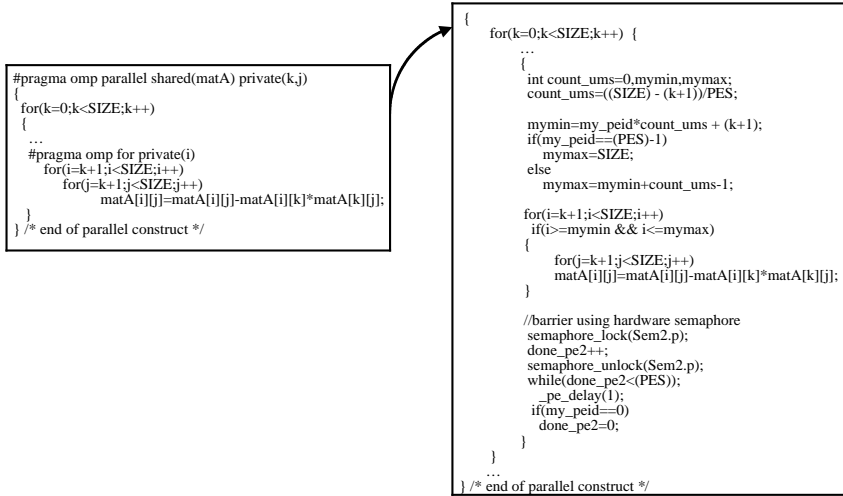 #pragma omp parallel shared(matA) private(k,j)
{
for(k=0;k<SIZE;k++)
{
…
#pragma omp for private(i)
for(i=k+1;i<SIZE;i++)
for(j=k+1;j<SIZE;j++)
matA[i][j]=matA[i][j]-matA[i][k]*matA[k][j];
}
} /* end of parallel construct */
{
for(k=0;k<SIZE;k++) {
…
{
int count_ums=0,mymin,mymax;
count_ums=((SIZE) - (k+1))/PES;
mymin=my_peid*count_ums + (k+1);
if(my_peid==(PES)-1)
mymax=SIZE;
else
mymax=mymin+count_ums-1;
for(i=k+1;i<SIZE;i++)
if(i>=mymin && i<=mymax)
{
for(j=k+1;j<SIZE;j++)
matA[i][j]=matA[i][j]-matA[i][k]*matA[k][j];
}
//barrier using hardware semaphore
semaphore_lock(Sem2.p);
done_pe2++;
semaphore_unlock(Sem2.p);
while(done_pe2<(PES));
_pe_delay(1);
if(my_peid==0)
done_pe2=0;
}
}
…
} /* end of parallel construct */